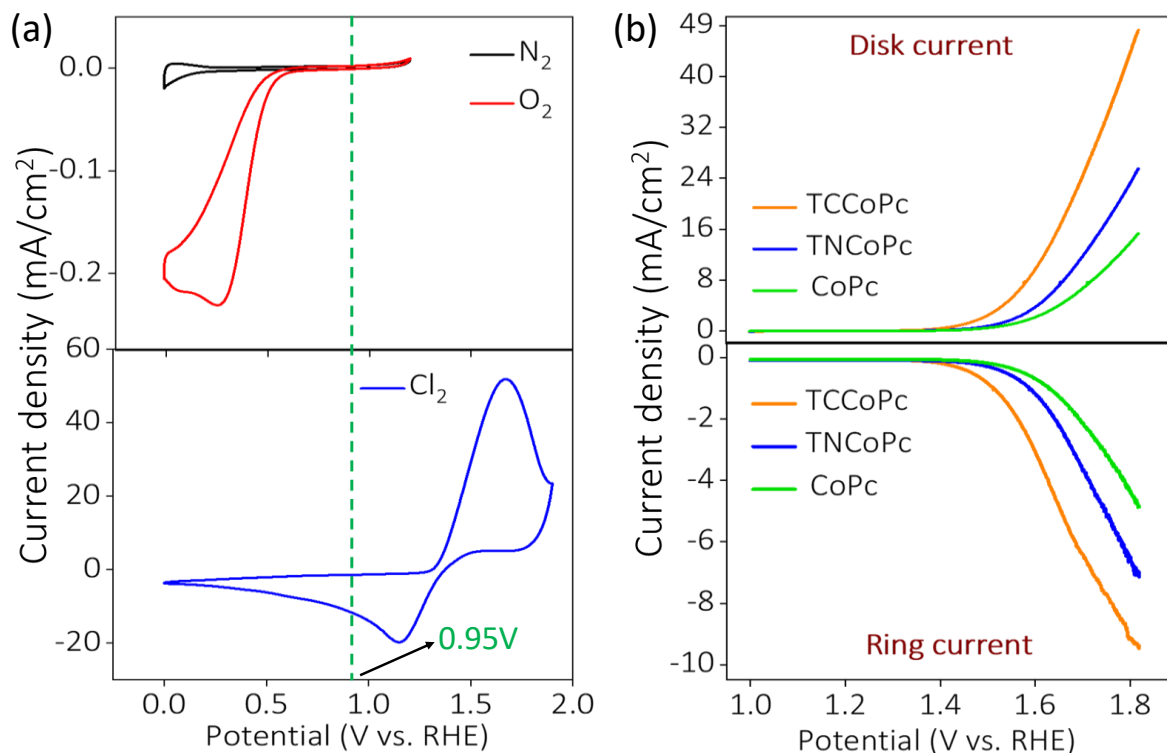 (a)
N₂
O₂
0.0
-0.1
-0.2
Current density (mA/cm²)
60
40
20
0
-20
Cl₂
0.95V
0.0
0.5
1.0
1.5
2.0
Potential (V vs. RHE)
(b)
Disk current
49
40
32
24
16
8
0
TCCoPc
TNCoPc
CoPc
Current density (mA/cm²)
0
-2
-4
-6
-8
-10
TCCoPc
TNCoPc
CoPc
Ring current
1.0
1.2
1.4
1.6
1.8
Potential (V vs. RHE)